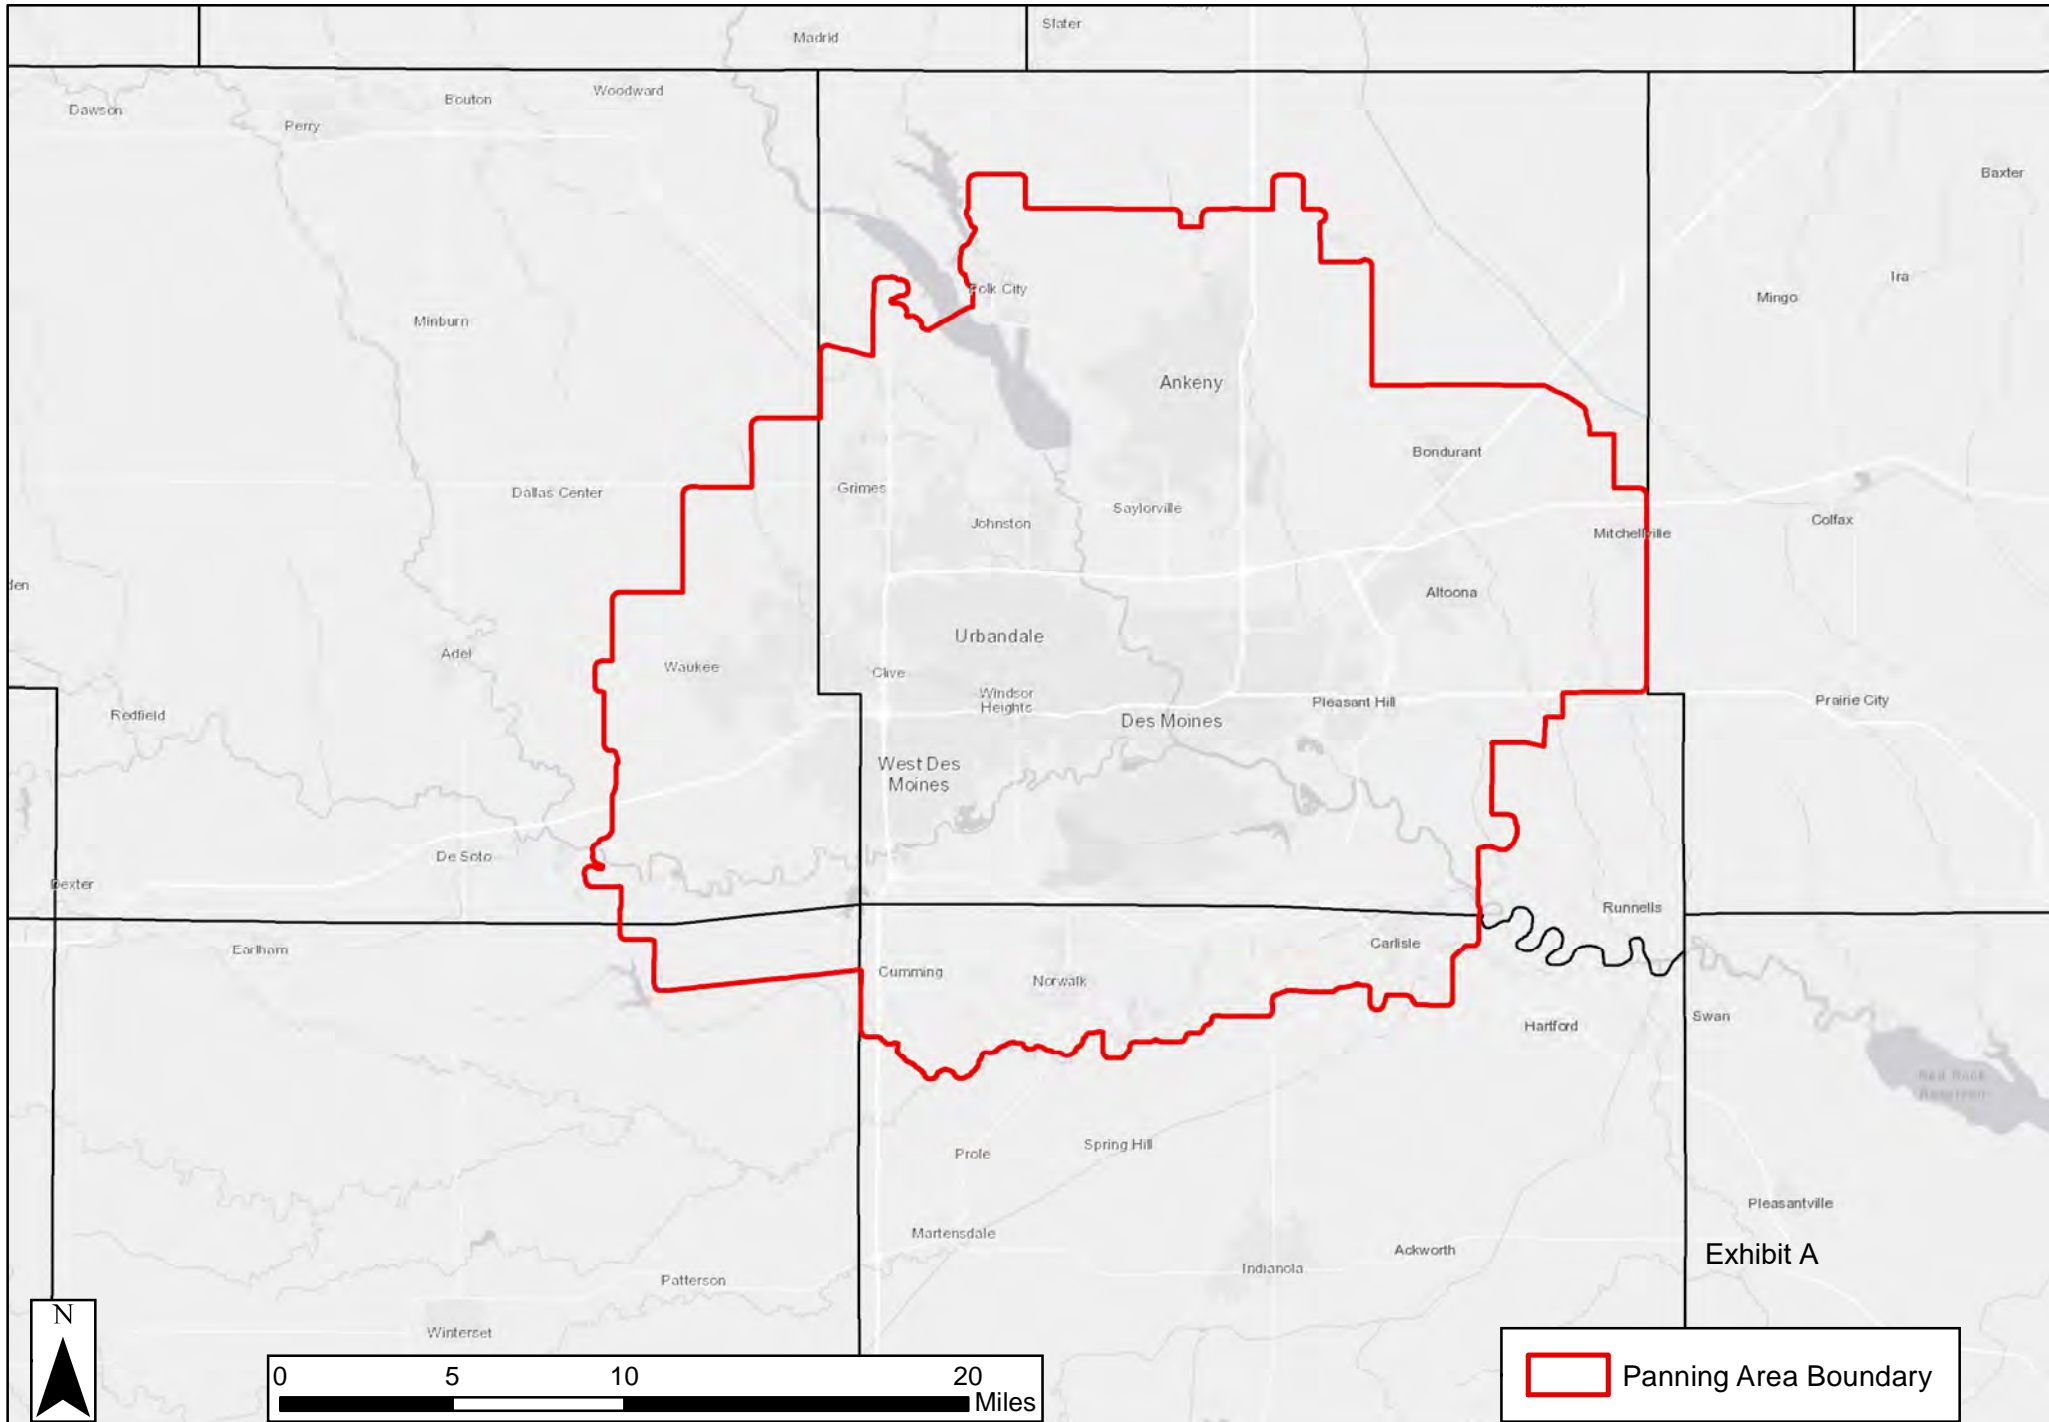 Slater
Madrid
Woodward
Bouton
Dawson
Perry
Baxter
Ira
Polk City
Mingo
Minburn
Ankeny
Bondurant
Grimes
Dallas Center
Saylorville
Colfax
Johnston
Mitchellville
Altoona
Urbandale
Adel
Waukee
Clive
Windsor
Heights
Pleasant Hill
Prairie City
Redfield
Des Moines
West Des
Moines
De Soto
Dexter
Runnells
Carlisle
Earlham
Cumming
Norwalk
Swan
Hartford
Red Rock
Reservoir
Spring Hill
Prole
Pleasantville
Martensdale
Ackworth
Exhibit A
Indianola
Patterson
Winterset
N
0 5 10 20
Miles
Panning Area Boundary